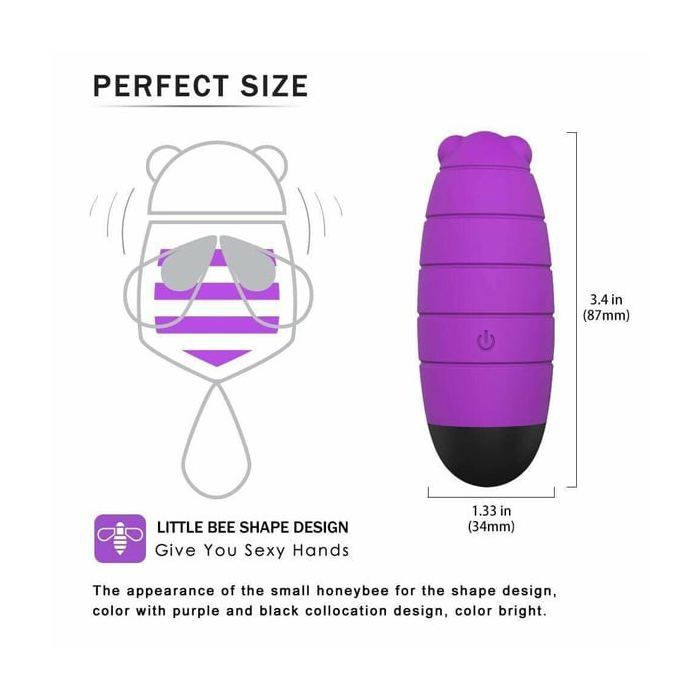 PERFECT SIZE
3.4 in
(87mm)
1.33 in
(34mm)
LITTLE BEE SHAPE DESIGN
Give You Sexy Hands
The appearance of the small honeybee for the shape design,
color with purple and black collocation design, color bright.